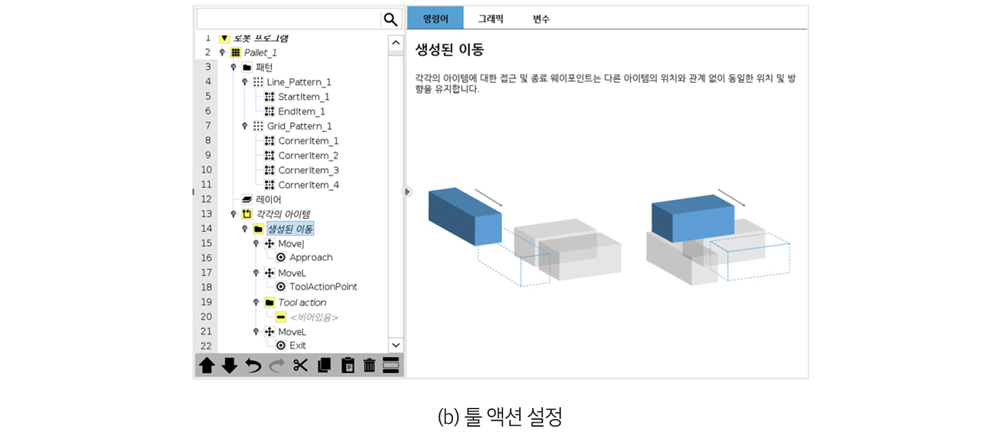 명령어 그래픽 변수
1 로봇 프로그램
2 Pallet_1
3 패턴
4 Line_Pattern_1
5 StartItem_1
6 EndItem_1
7 Grid_Pattern_1
8 CornerItem_1
9 CornerItem_2
10 CornerItem_3
11 CornerItem_4
12 레이어
13 각각의 아이템
14 생성된 이동
15 MoveJ
16 Approach
17 MoveL
18 ToolActionPoint
19 Tool action
20 <비어있음>
21 MoveL
22 Exit
생성된 이동
각각의 아이템에 대한 접근 및 종료 웨이포인트는 다른 아이템의 위치와 관계 없이 동일한 위치 및 방
향을 유지합니다.
(b) 툴 액션 설정